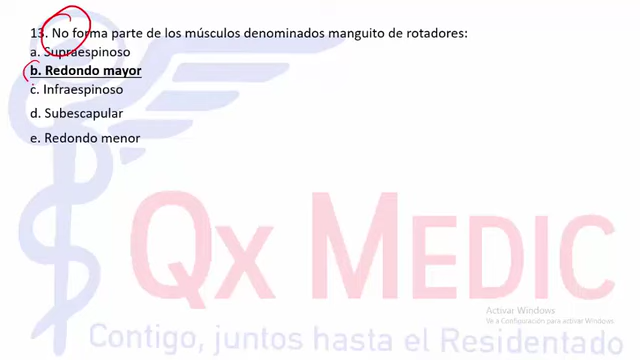 13. No forma parte de los músculos denominados manguito de rotadores:
a. Supraespinoso
b. Redondo mayor
c. Infraespinoso
d. Subescapular
e. Redondo menor
QX MEDIC
Activar Windows
Ve a Configuración para activar Windows.
Contigo, juntos hasta el Residentado